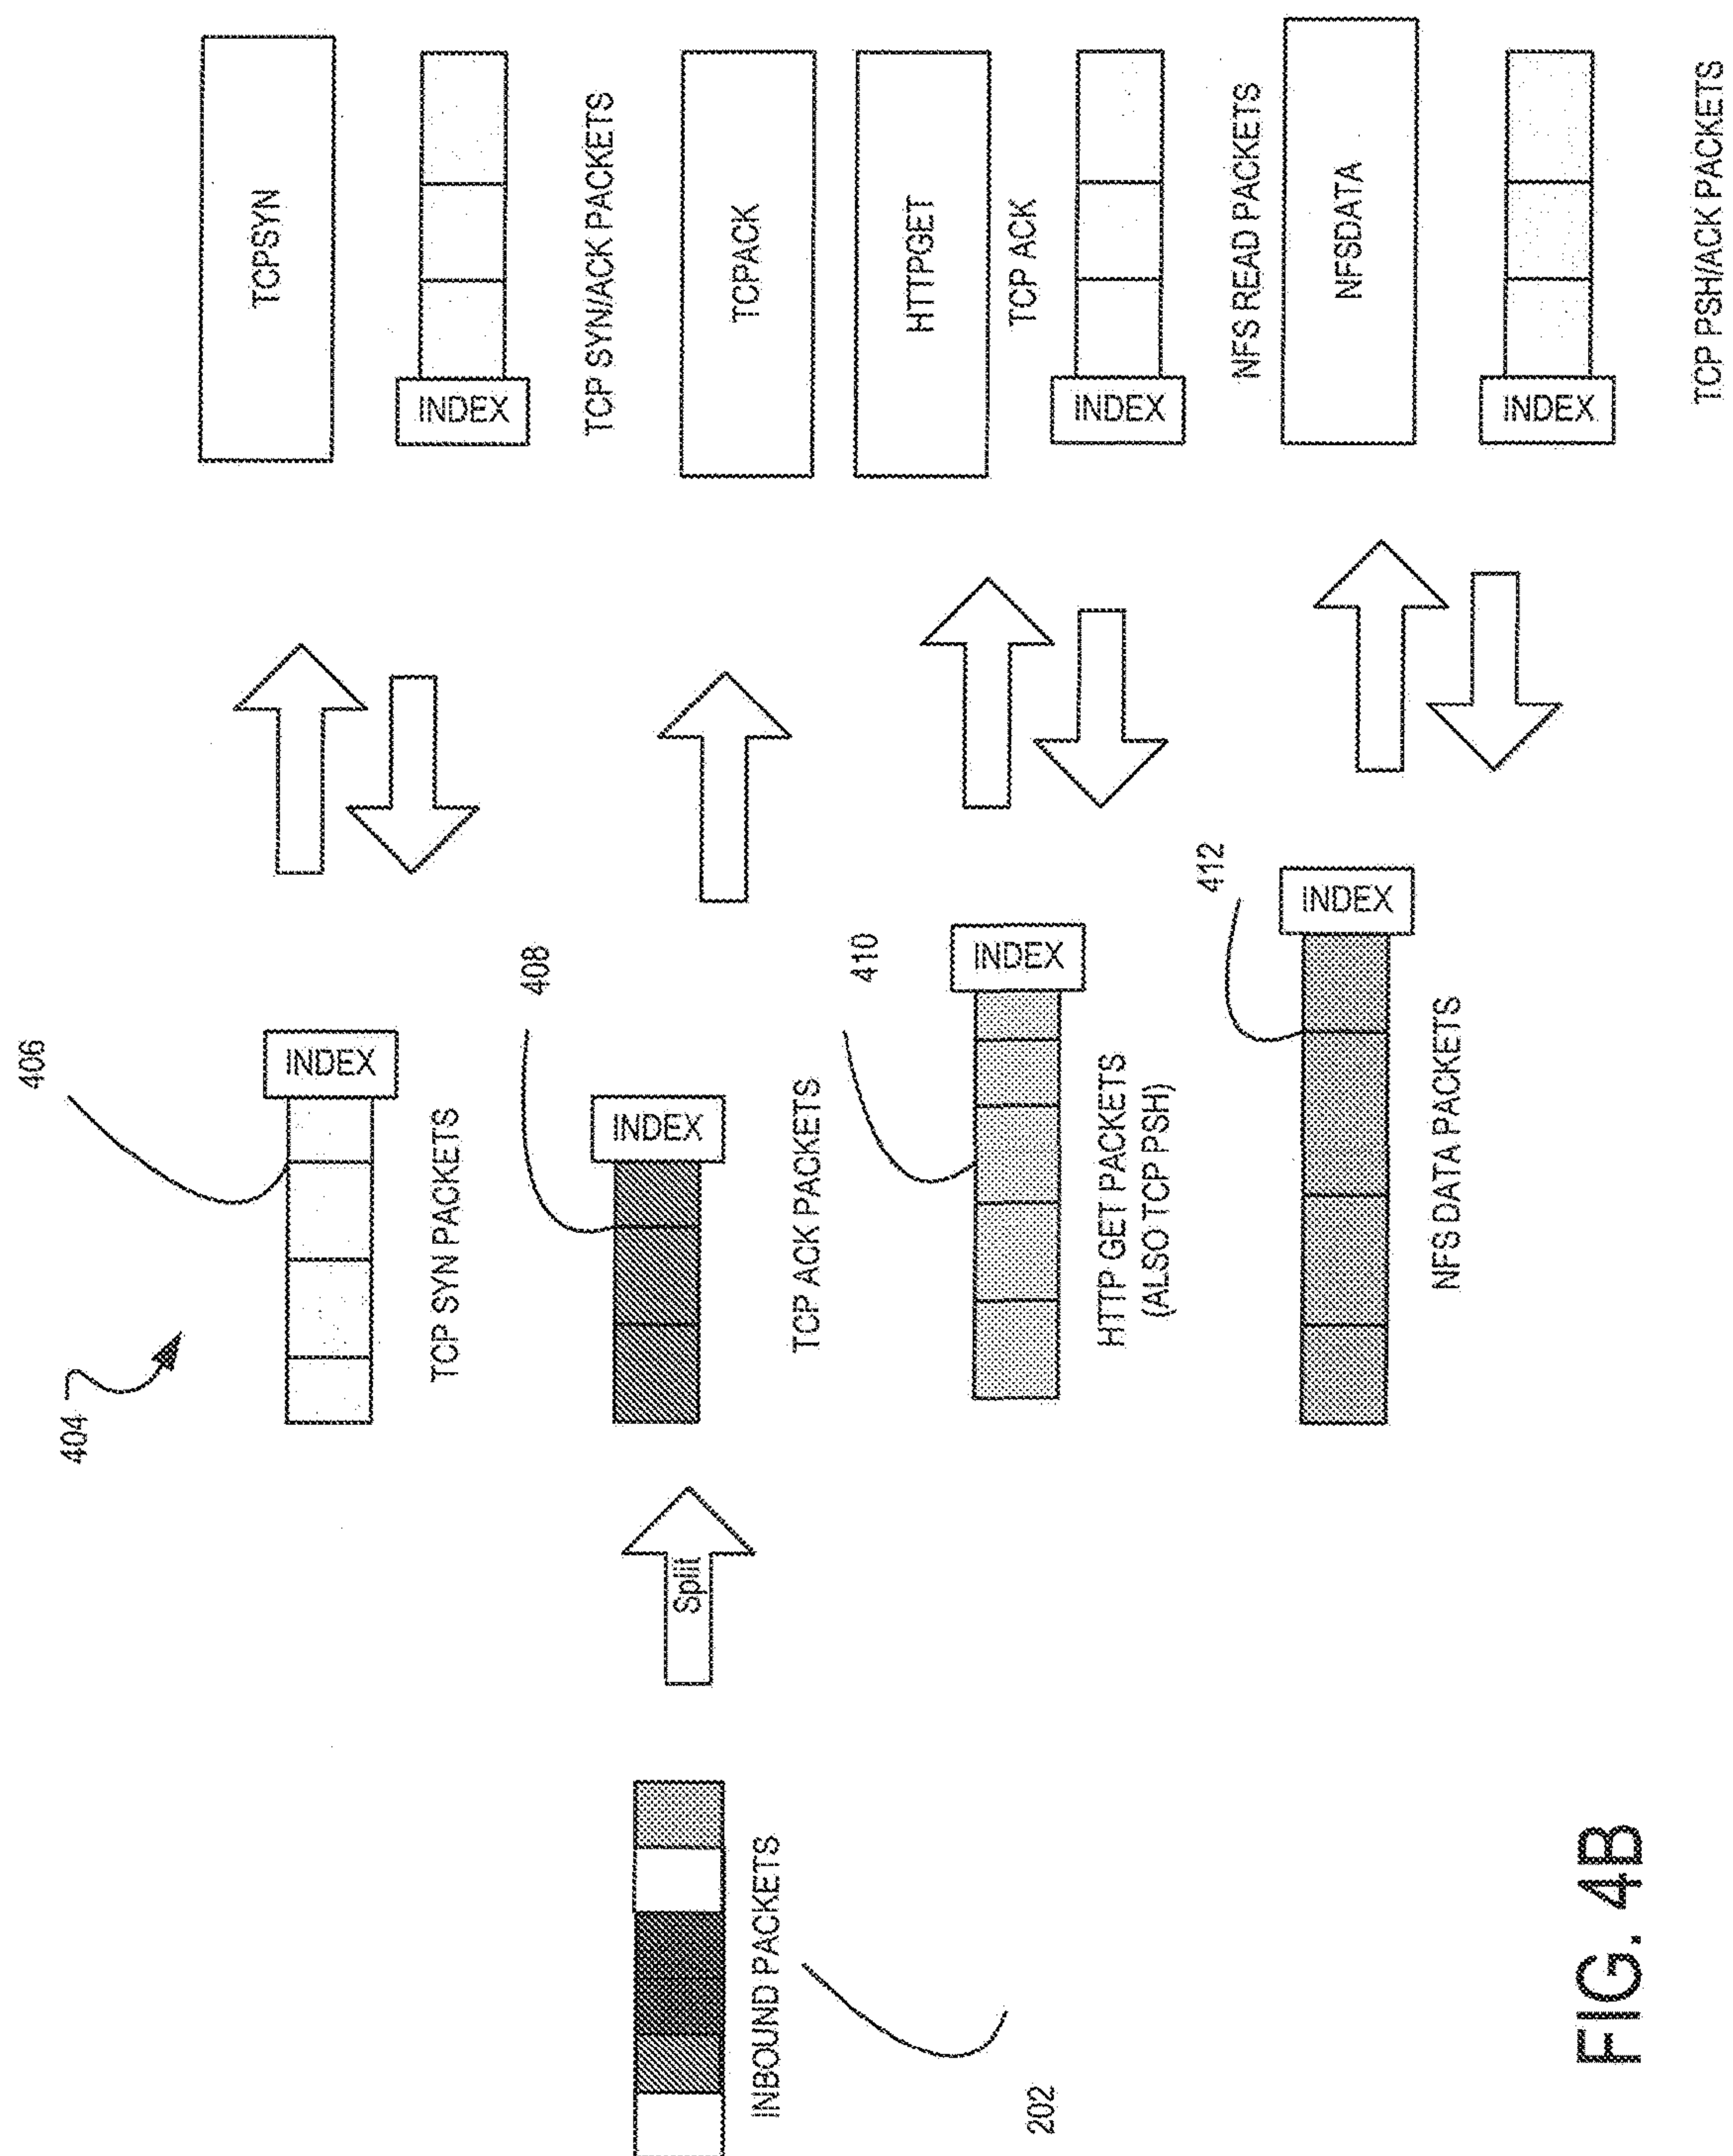 404
406
INDEX
TCP SYN PACKETS
TCPSYN
INDEX
TCP SYN/ACK PACKETS
202
INBOUND PACKETS
Split
408
INDEX
TCP ACK PACKETS
TCPACK
410
INDEX
HTTP GET PACKETS
(ALSO TCP PSH)
HTTPGET
TCP ACK
INDEX
NFS READ PACKETS
412
INDEX
NFS DATA PACKETS
NFSDATA
INDEX
TCP PSH/ACK PACKETS
FIG. 4B